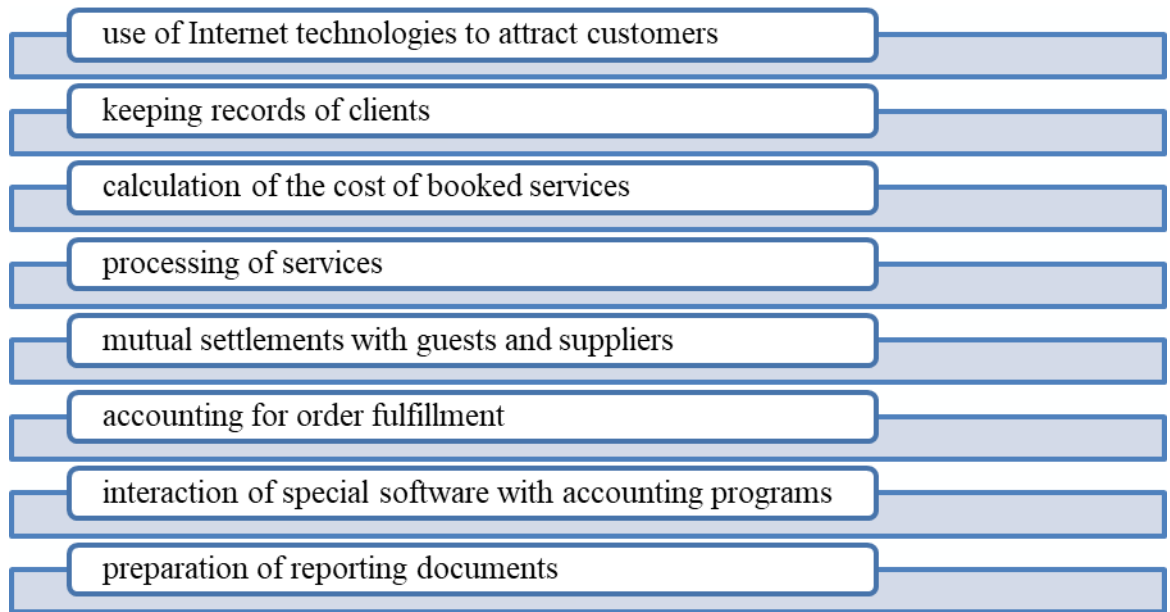 use of Internet technologies to attract customers
keeping records of clients
calculation of the cost of booked services
processing of services
mutual settlements with guests and suppliers
accounting for order fulfillment
interaction of special software with accounting programs
preparation of reporting documents